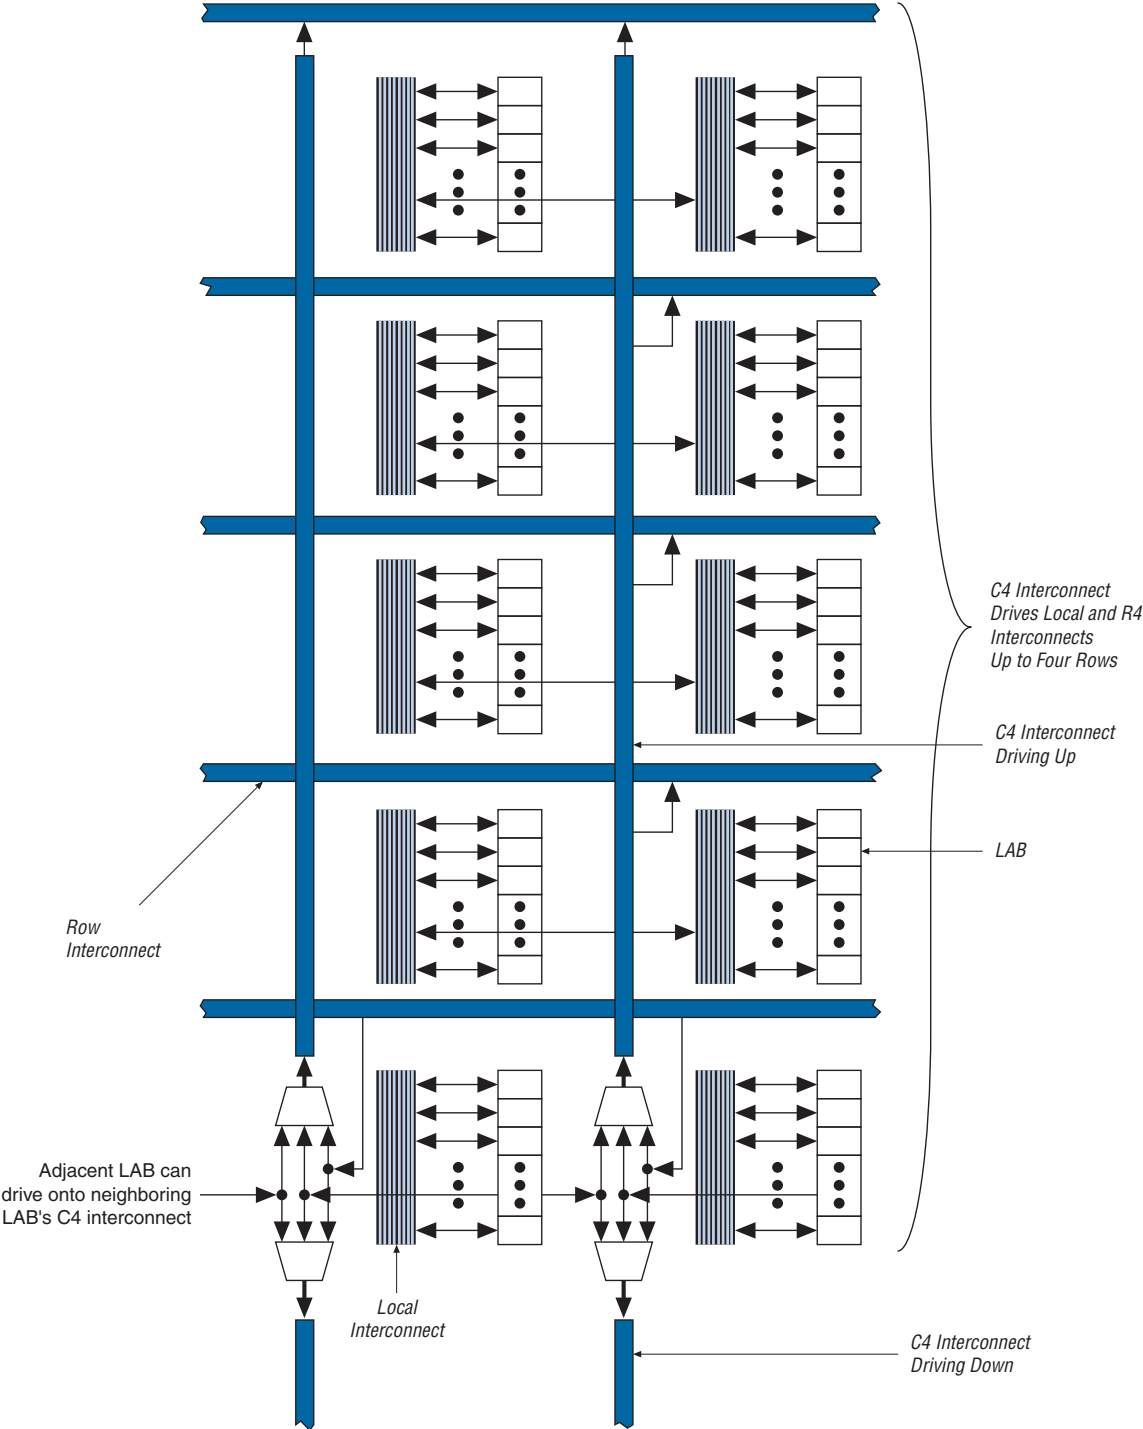 C4 Interconnect
Drives Local and R4
Interconnects
Up to Four Rows
C4 Interconnect
Driving Up
LAB
Row
Interconnect
Adjacent LAB can
drive onto neighboring
LAB's C4 interconnect
Local
Interconnect
C4 Interconnect
Driving Down